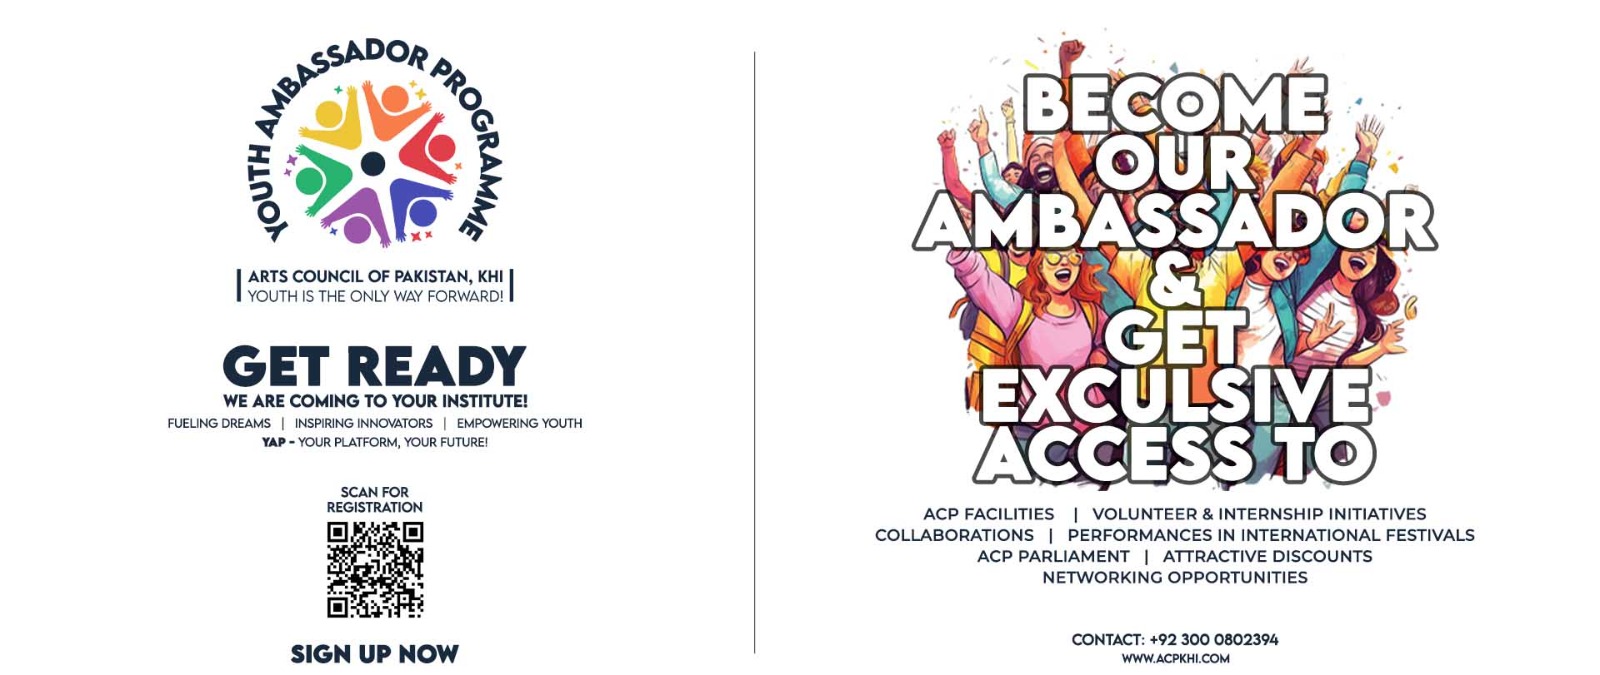 YOUTH AMBASSADOR PROGRAMME
ARTS COUNCIL OF PAKISTAN, KHI
YOUTH IS THE ONLY WAY FORWARD!
GET READY
WE ARE COMING TO YOUR INSTITUTE!
FUELING DREAMS | INSPIRING INNOVATORS | EMPOWERING YOUTH
YAP - YOUR PLATFORM, YOUR FUTURE!
SCAN FOR
REGISTRATION
SIGN UP NOW
BECOME
OUR
AMBASSADOR
&
GET
EXCULSIVE
ACCESS TO
ACP FACILITIES | VOLUNTEER & INTERNSHIP INITIATIVES
COLLABORATIONS | PERFORMANCES IN INTERNATIONAL FESTIVALS
ACP PARLIAMENT | ATTRACTIVE DISCOUNTS
NETWORKING OPPORTUNITIES
CONTACT: +92 300 0802394
WWW.ACPKHI.COM